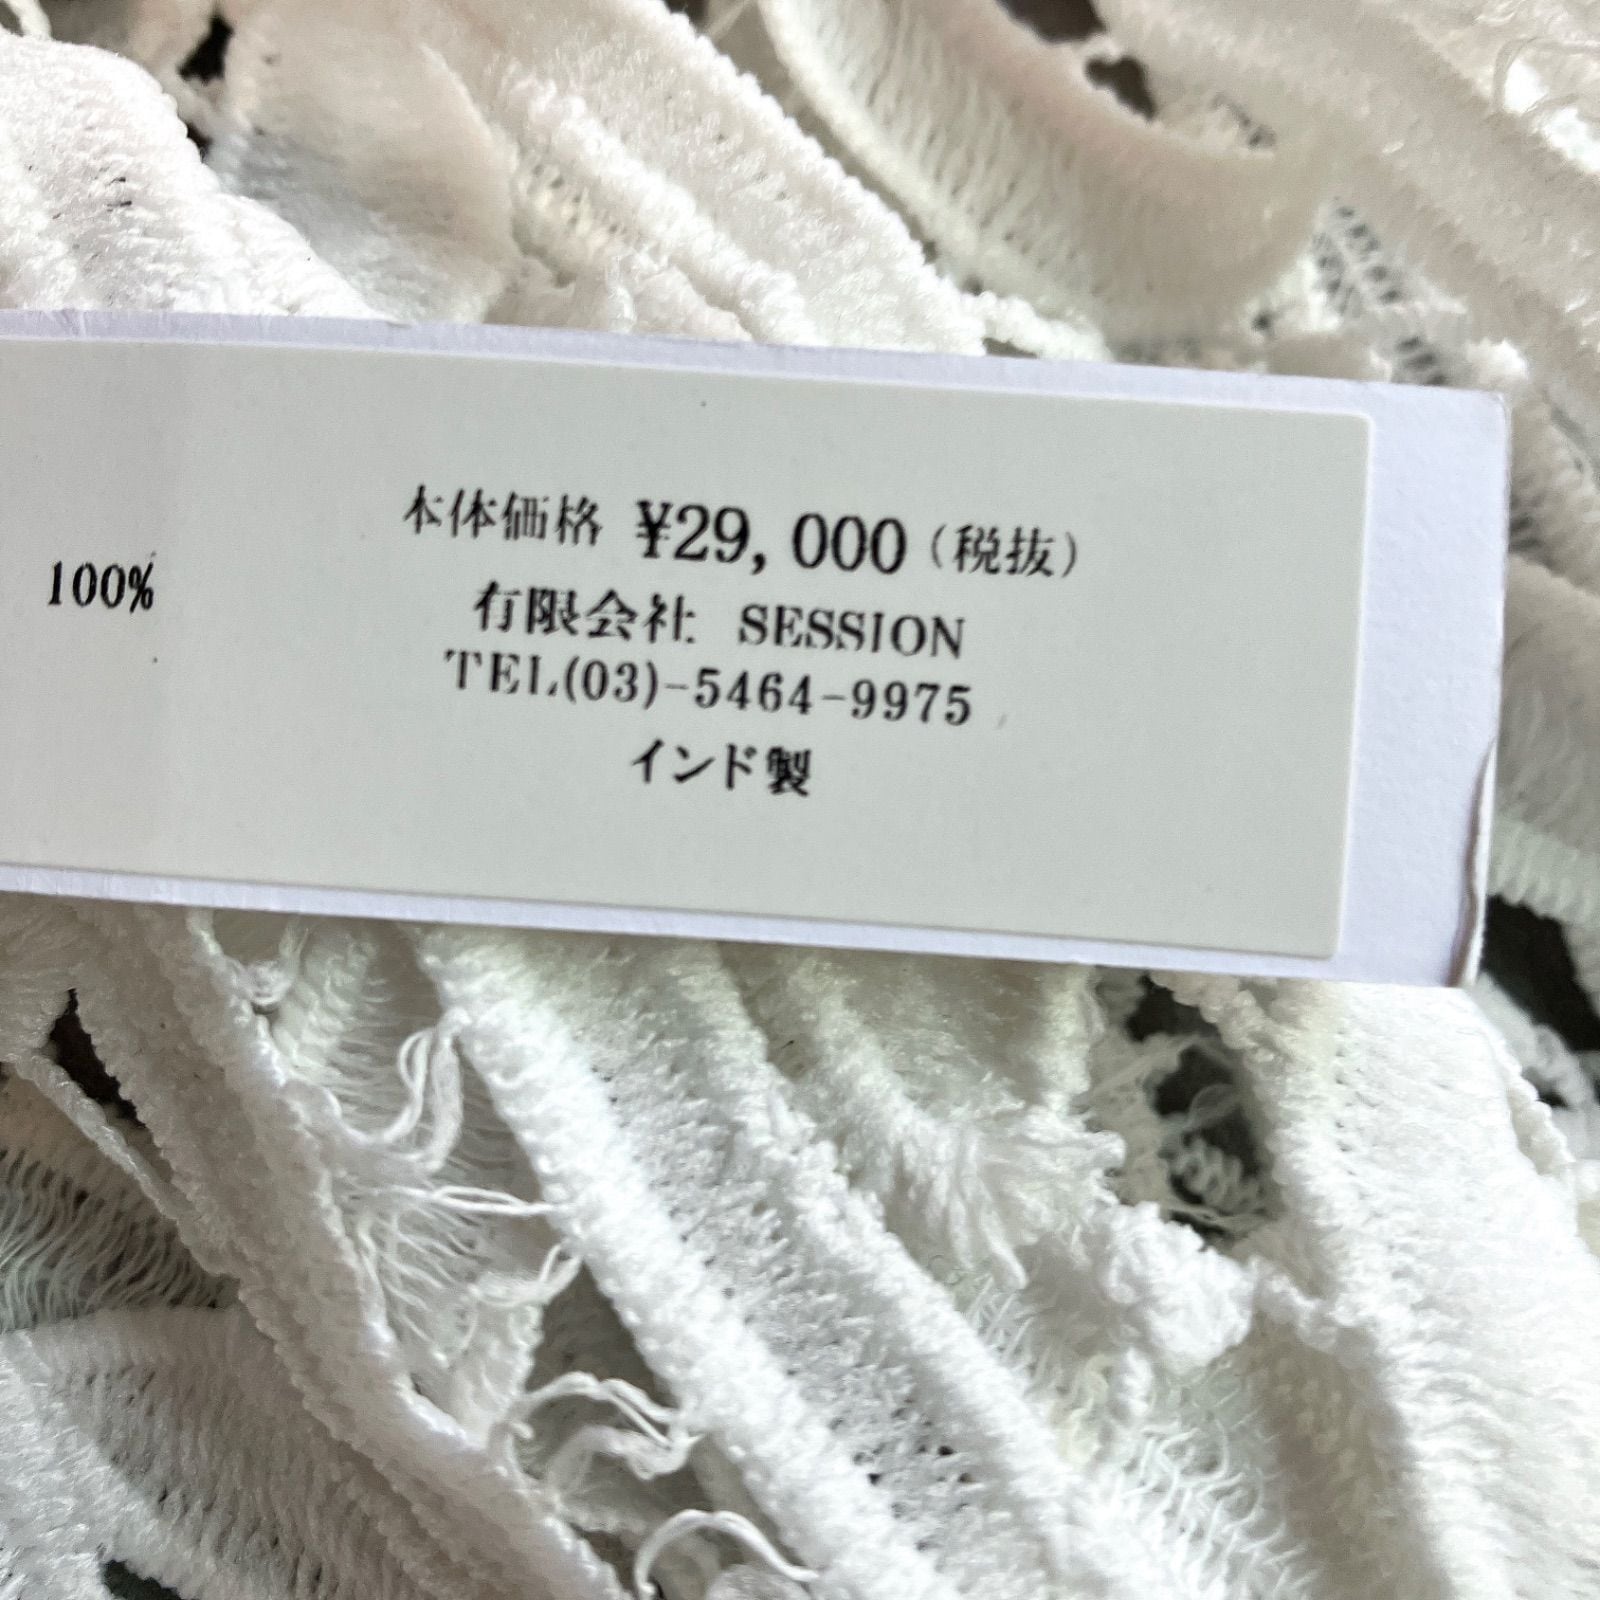 本体価格 ¥29,000(税抜)
100%
有限会社 SESSION
TEL(03)-5464-9975
インド製